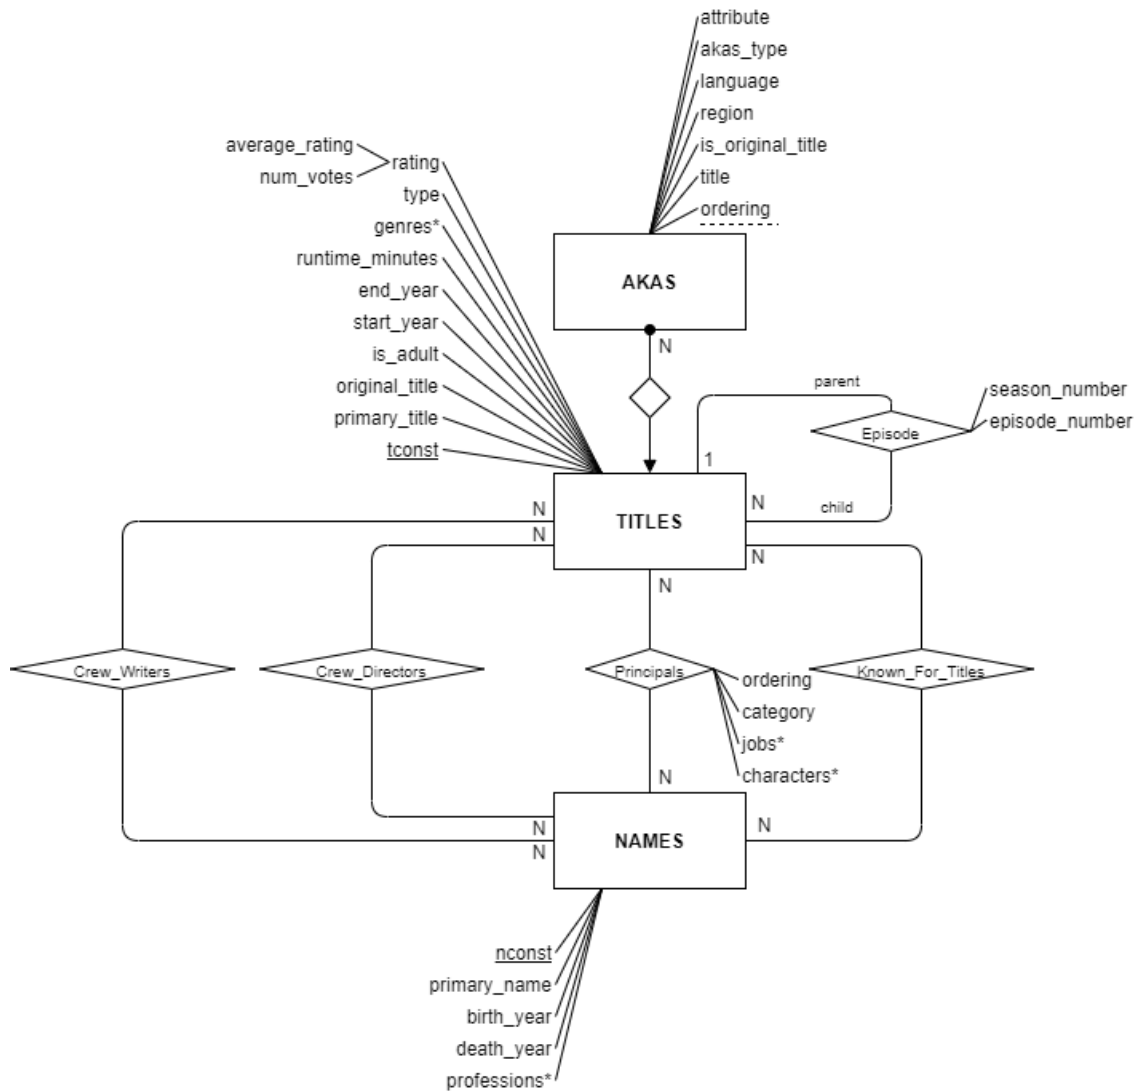 attribute
akas_type
language
region
is_original_title
title
ordering
average_rating
num_votes
rating
type
genres*
runtime_minutes
end_year
start_year
is_adult
original_title
primary_title
tconst
AKAS
N
parent
Episode
season_number
episode_number
1
N
child
TITLES
N
N
N
N
Crew_Writers
Crew_Directors
Principals
Known_For_Titles
ordering
category
jobs*
characters*
N
N
N
N
NAMES
nconst
primary_name
birth_year
death_year
professions*